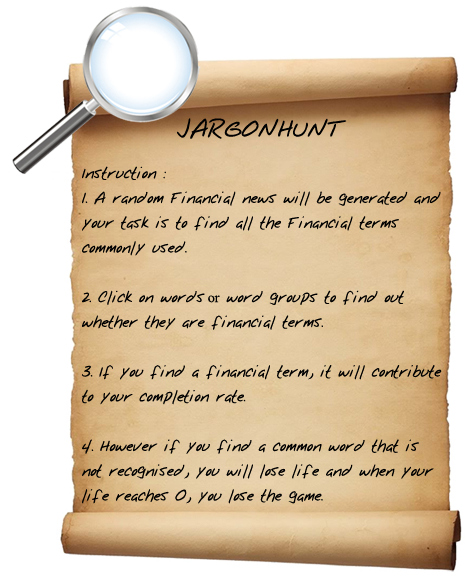 JARGONHUNT
Instruction :
1. A random Financial news will be generated and
your task is to find all the Financial terms
commonly used.
2. Click on words or word groups to find out
whether they are financial terms.
3. If you find a financial term, it will contribute
to your completion rate.
4. However if you find a common word that is
not recognised, you will lose life and when your
life reaches 0, you lose the game.